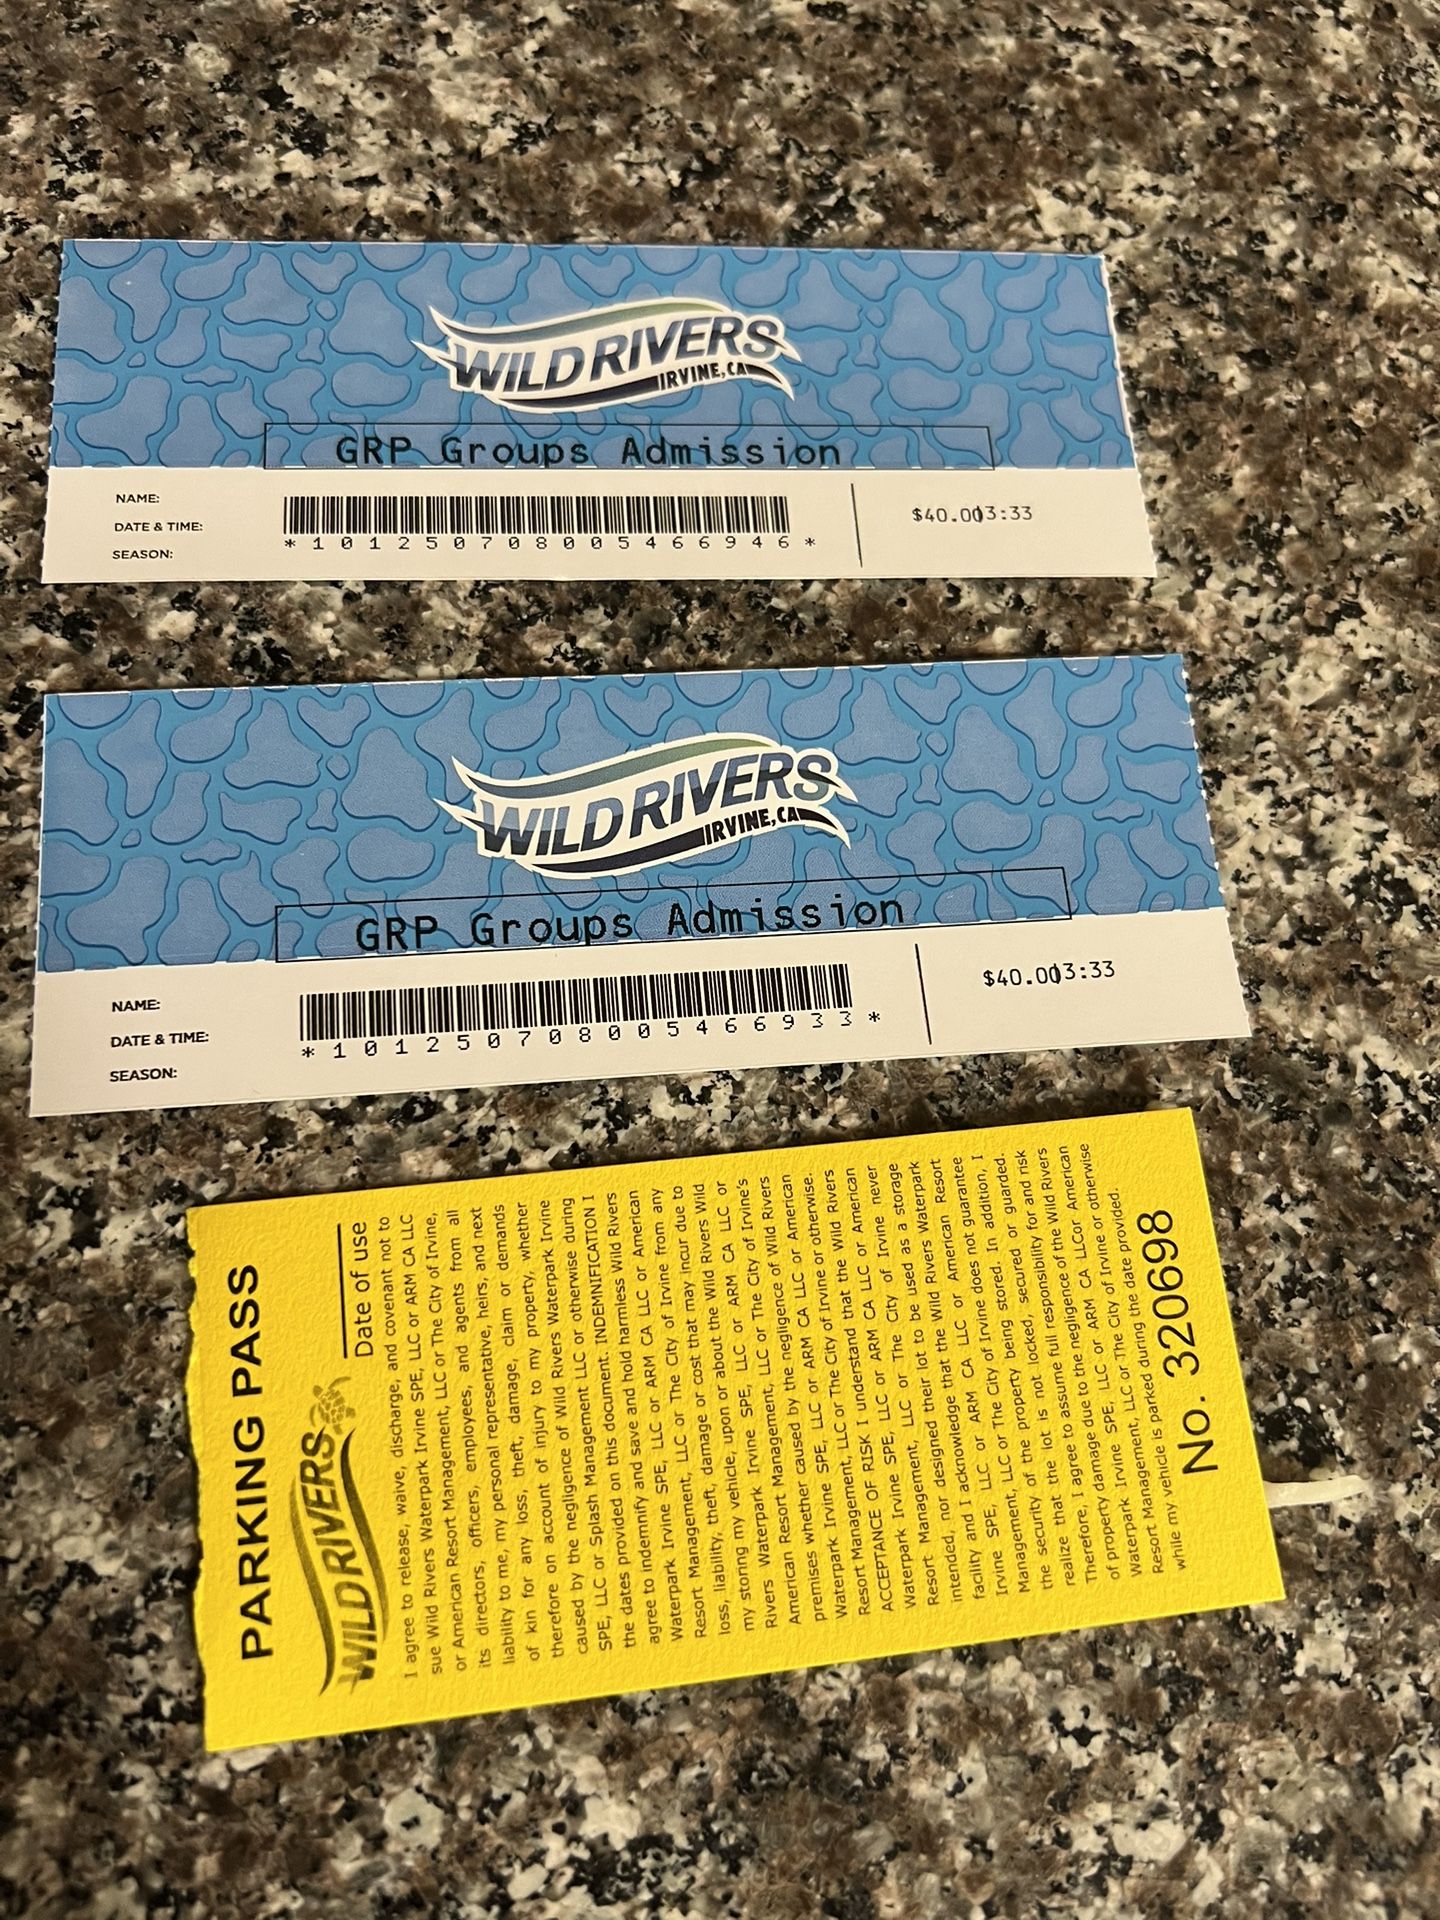 WILD RIVERS
IRVINE, CA
GRP Groups Admission
NAME:
DATE & TIME:
SEASON:
*101250708005466946*
$40.00 3:33
WILD RIVERS
IRVINE, CA
GRP Groups Admission
NAME:
DATE & TIME:
SEASON:
*101250708005466933*
$40.00 3:33
PARKING PASS
WILD RIVERS
Date of use
I agree to release, waive, discharge, and covenant not to
sue Wild Rivers Waterpark Irvine SPE, LLC or ARM CA LLC
or American Resort Management, LLC or The City of Irvine,
its directors, officers, employees, and agents from all
liability to me, my personal representative, heirs, and next
of kin for any loss, theft, damage, claim or demands
therefore on account of injury to my property, whether
caused by the negligence of Wild Rivers Waterpark Irvine
SPE, LLC or Splash Management LLC or otherwise during
the dates provided on this document. INDEMNIFICATION I
agree to indemnify and save and hold harmless Wild Rivers
Waterpark Irvine SPE, LLC or ARM CA LLC or American
Resort Management, LLC or The City of Irvine from any
loss, liability, theft, damage or cost that may incur due to
my storing my vehicle, upon or about the Wild Rivers Wild
Rivers Waterpark Irvine SPE, LLC or ARM CA LLC or
American Resort Management, LLC or The City of Irvine's
premises whether caused by the negligence of Wild Rivers
Waterpark Irvine SPE, LLC or ARM CA LLC or American
Resort Management, LLC or The City of Irvine or otherwise.
ACCEPTANCE OF RISK I understand that the Wild Rivers
Waterpark Irvine SPE, LLC or ARM CA LLC or American
Resort Management, LLC or The City of Irvine never
intended, nor designed their lot to be used as a storage
facility and I acknowledge that the Wild Rivers Waterpark
Irvine SPE, LLC or ARM CA LLC or American Resort
Management, LLC or The City of Irvine does not guarantee
the security of the property being stored. In addition, I
realize that the lot is not locked, secured or guarded.
Therefore, I agree to assume full responsibility for and risk
of property damage due to the negligence of the Wild Rivers
Waterpark Irvine SPE, LLC or ARM CA LLCor American
Resort Management, LLC or The City of Irvine or otherwise
while my vehicle is parked during the date provided.
No. 320698